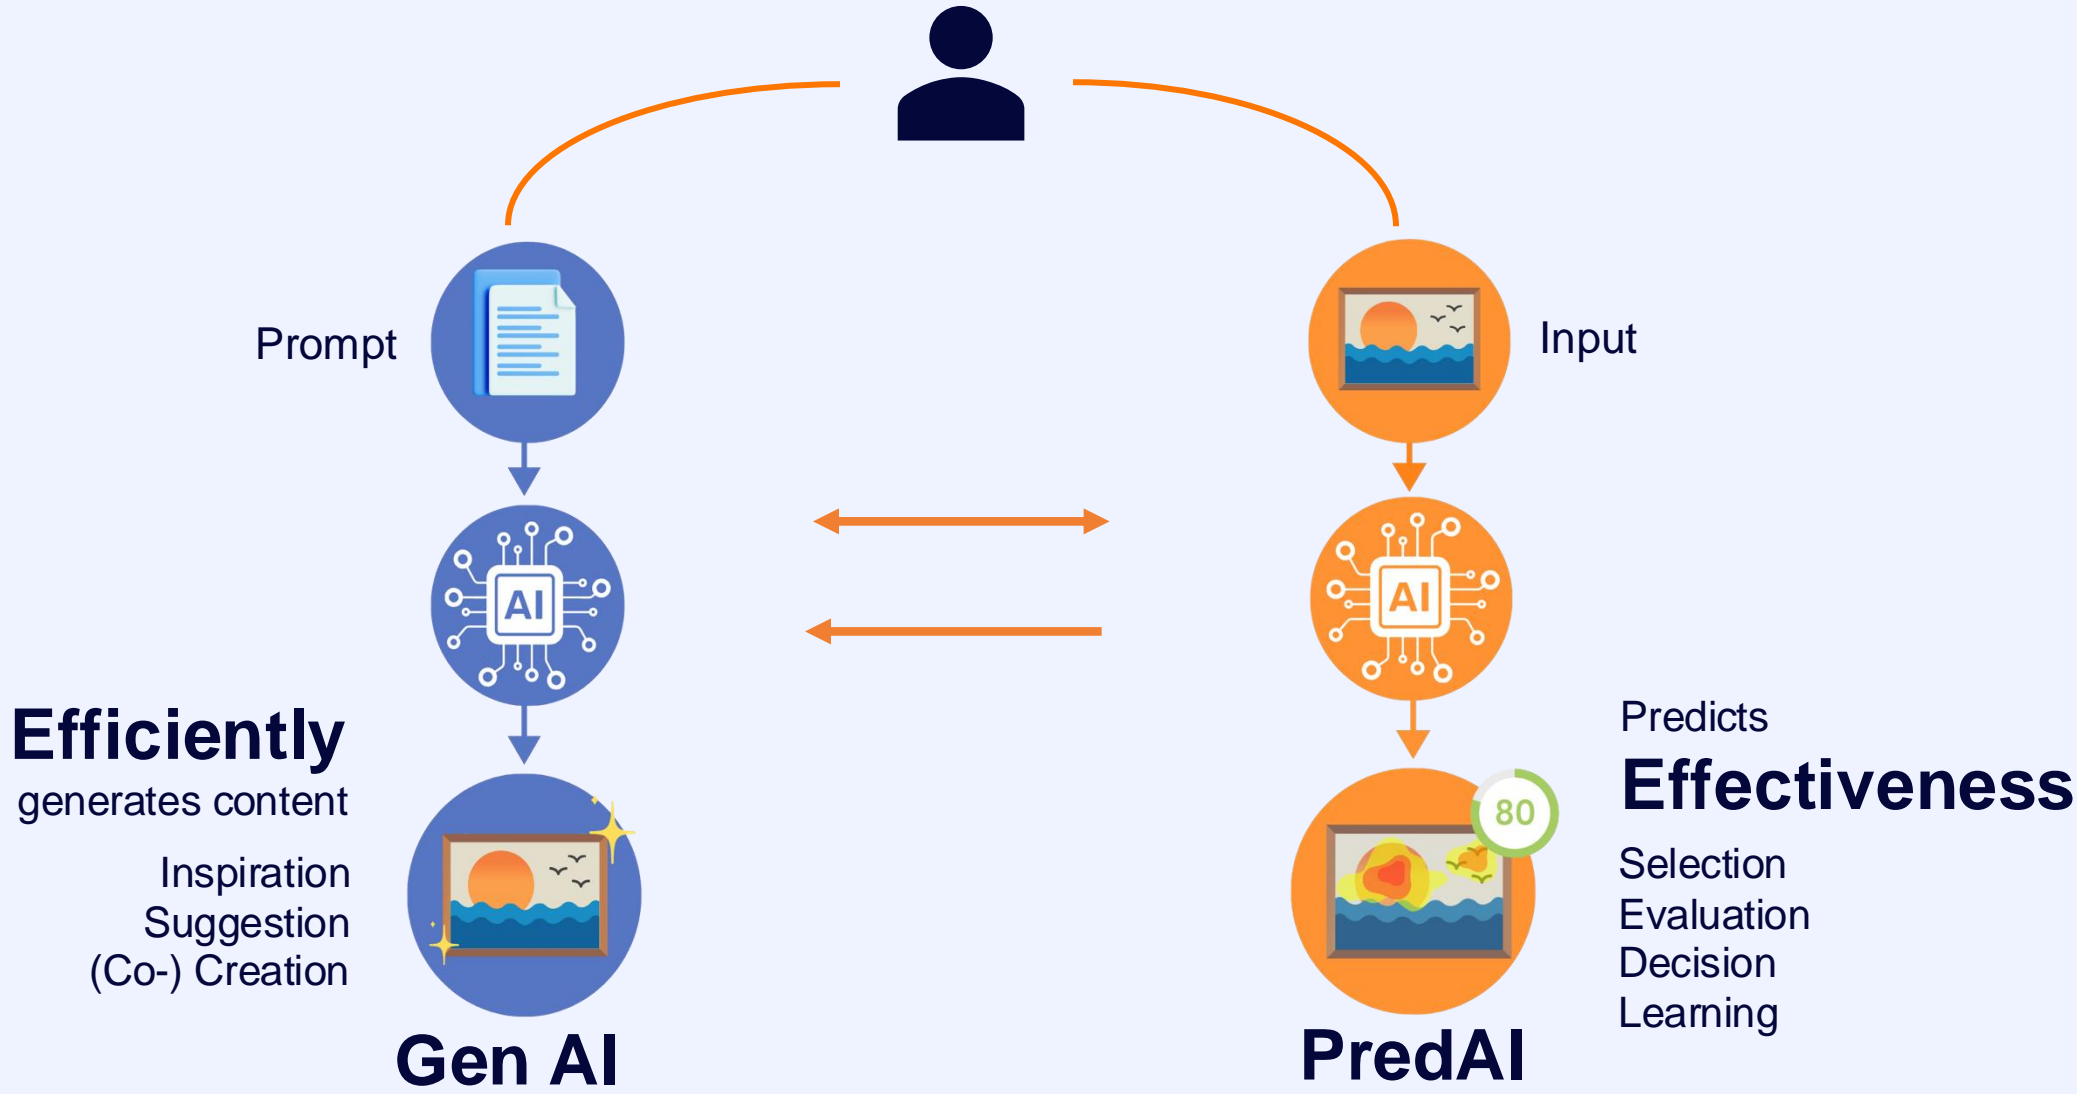 Prompt
AI
Efficiently
generates content
Inspiration
Suggestion
(Co-) Creation
Gen AI
Input
AI
Predicts
Effectiveness
80
Selection
Evaluation
Decision
Learning
PredAI